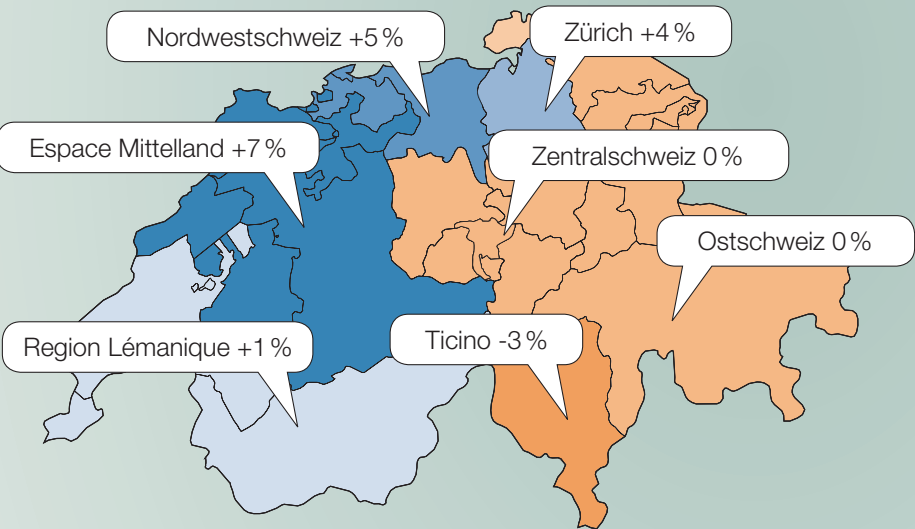 Nordwestschweiz +5 %
Zürich +4 %
Espace Mittelland +7 %
Zentralschweiz 0 %
Ostschweiz 0 %
Region Lémanique +1 %
Ticino -3 %